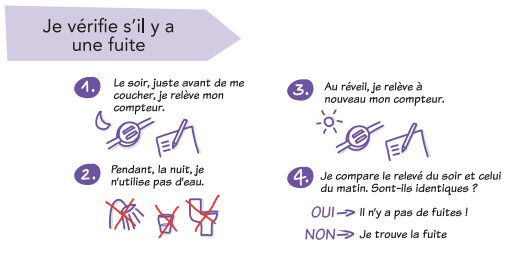 Je vérifie s'il y a
une fuite
1.
Le soir, juste avant de me
coucher, je relève mon
compteur.
2.
Pendant, la nuit, je
n'utilise pas d'eau.
3.
Au réveil, je relève à
nouveau mon compteur.
4.
Je compare le relevé du soir et celui
du matin. Sont-ils identiques ?
OUI Il n'y a pas de fuites !
NON Je trouve la fuite